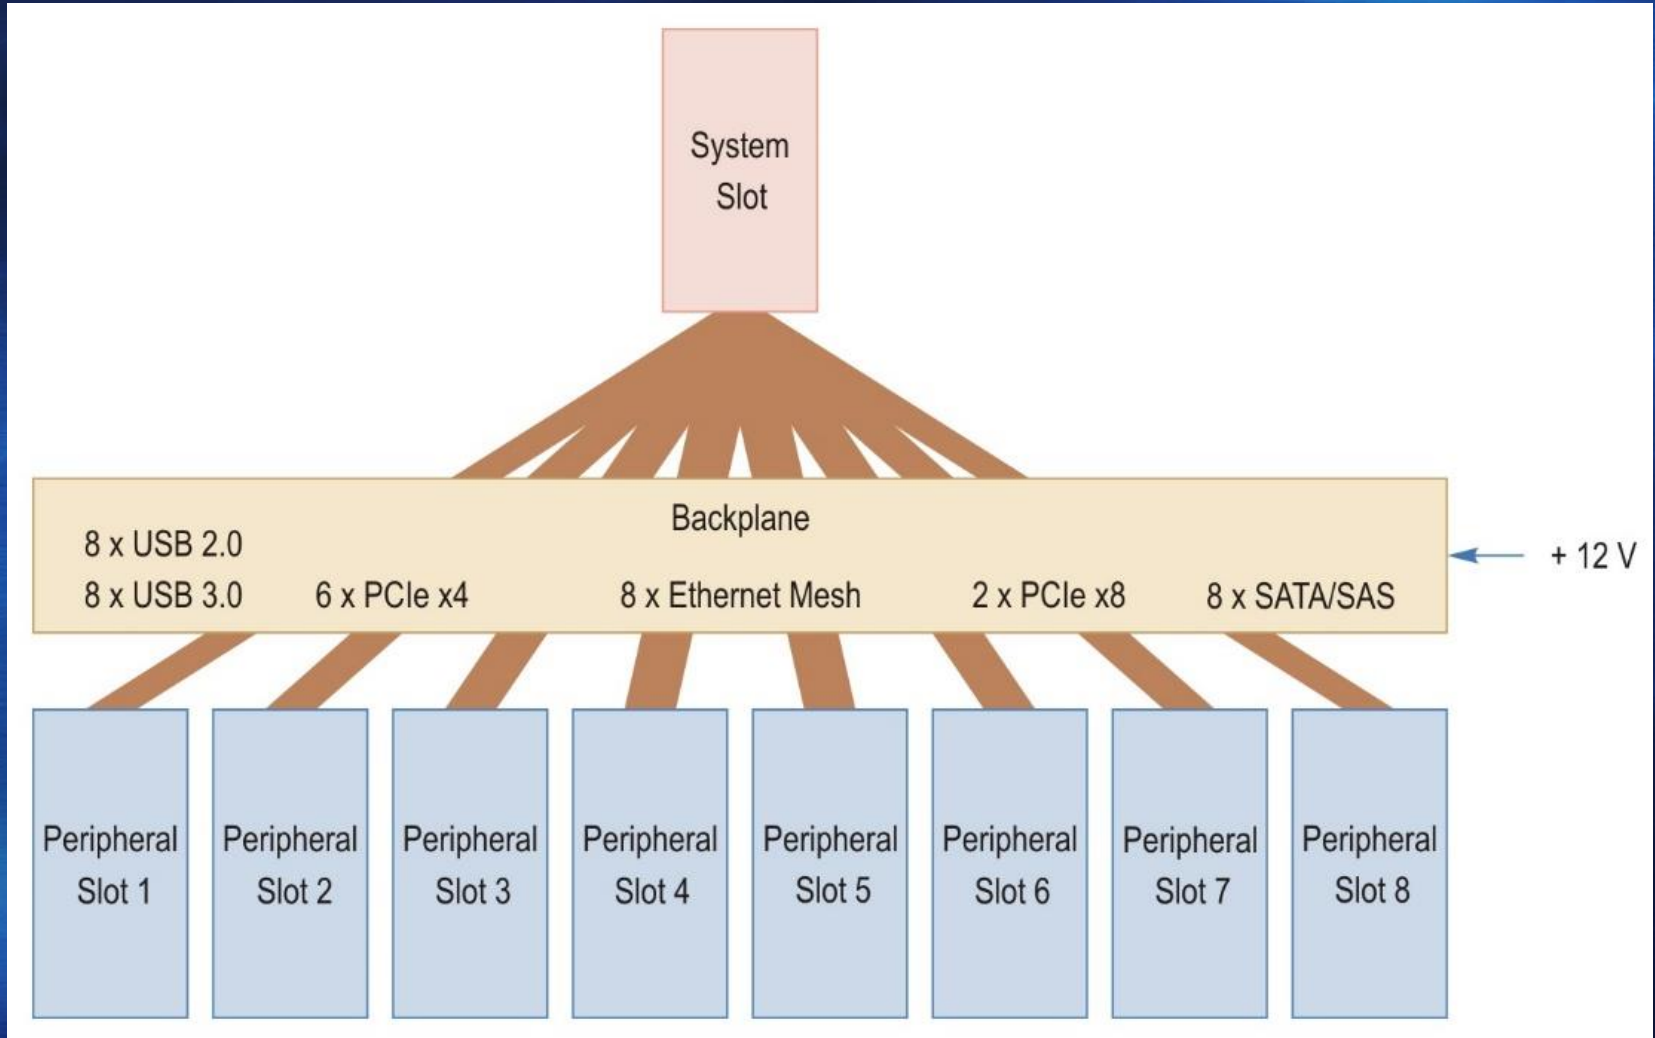 System
Slot
Backplane
8 x USB 2.0
8 x USB 3.0
6 x PCIe x4
8 x Ethernet Mesh
2 x PCIe x8
8 x SATA/SAS
+ 12 V
Peripheral
Slot 1
Peripheral
Slot 2
Peripheral
Slot 3
Peripheral
Slot 4
Peripheral
Slot 5
Peripheral
Slot 6
Peripheral
Slot 7
Peripheral
Slot 8